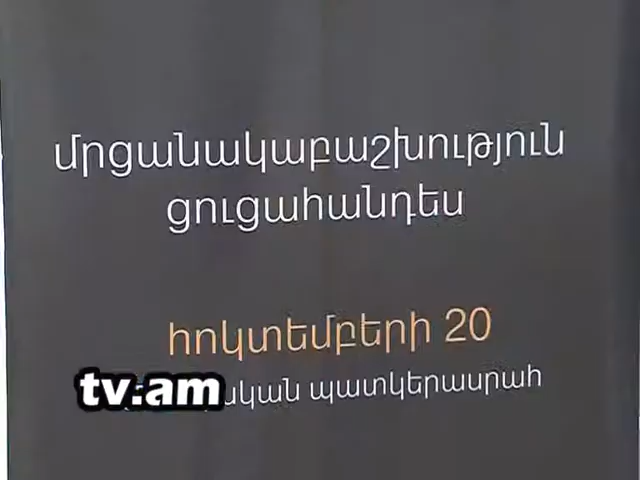 մրցանակաբաշխություն
ցուցահանդես
հոկտեմբերի 20
պատկերասրահ
tv.am